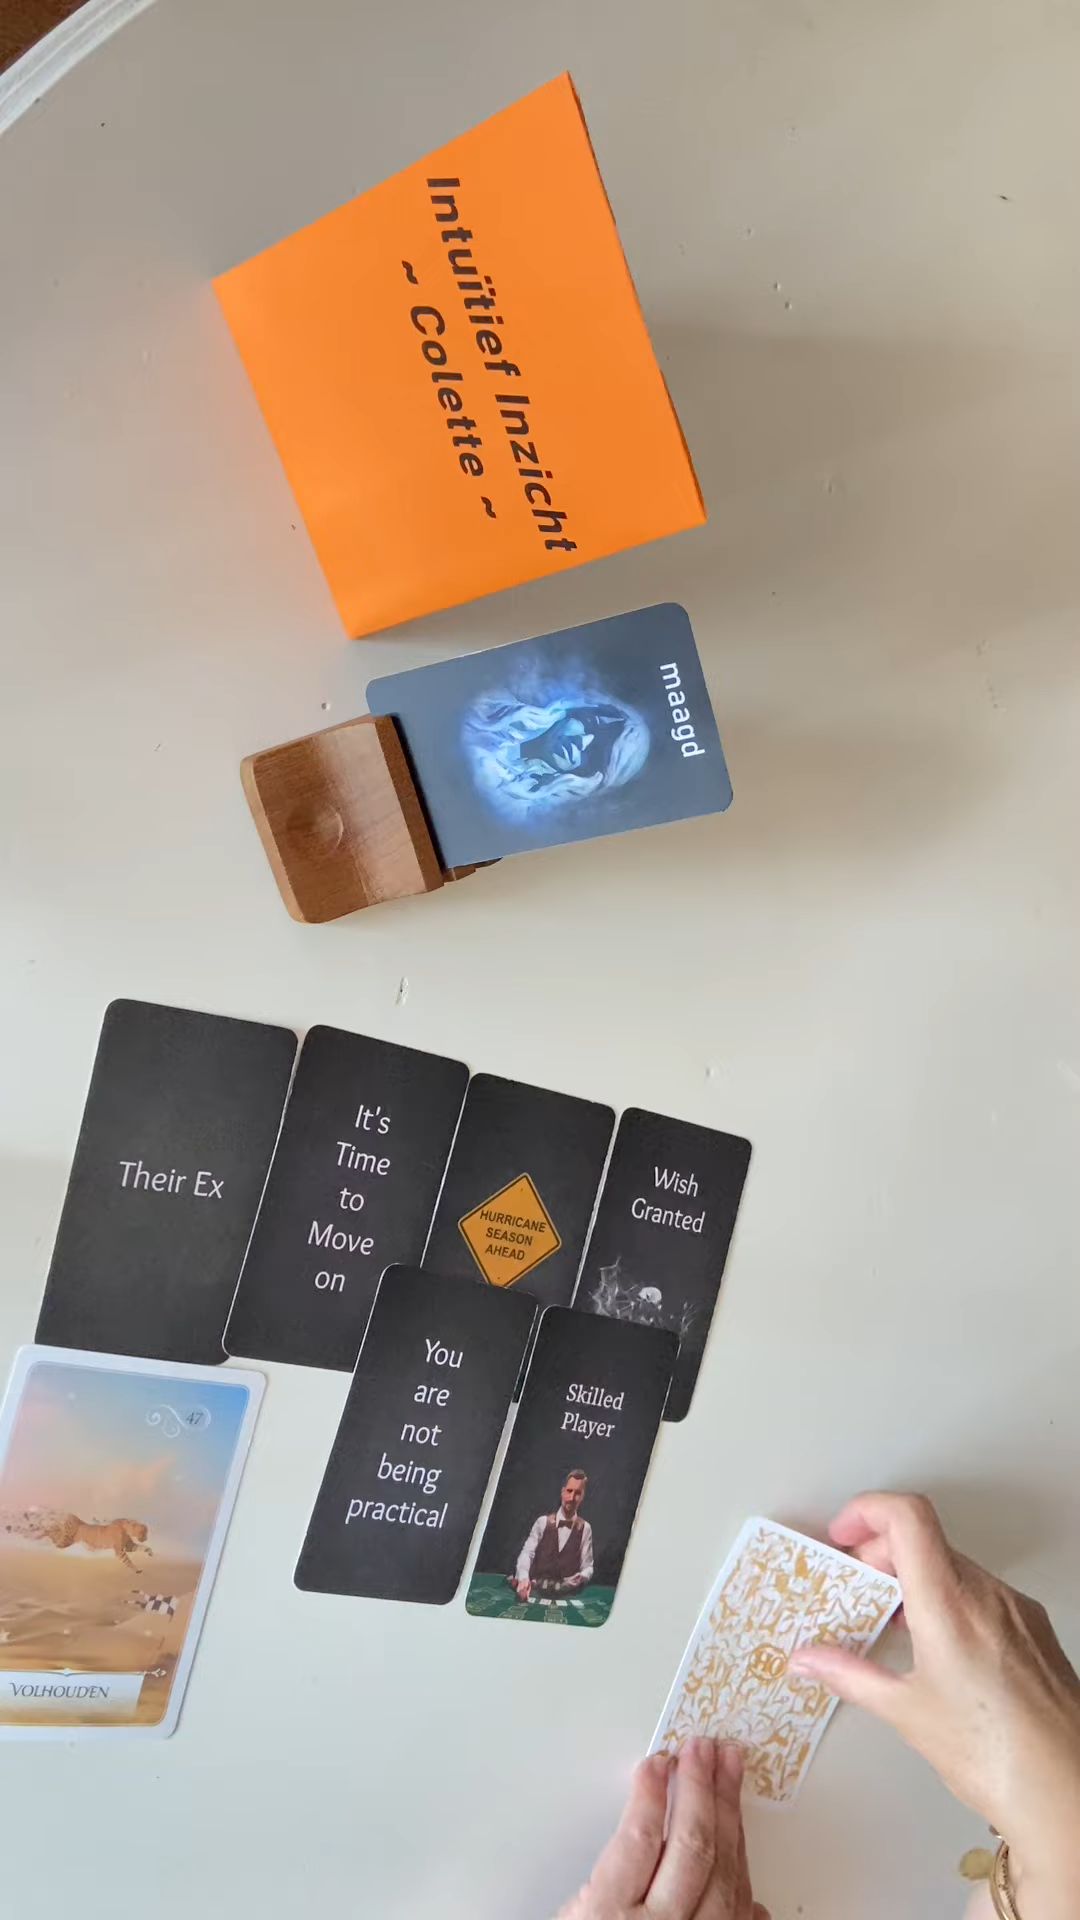 Intuïtief Inzicht
~ Colette ~
maagd
Their Ex
It's
Time
to
Move
on
HURRICANE
SEASON
AHEAD
Wish
Granted
You
are
not
being
practical
Skilled
Player
47
VOLHOUDEN